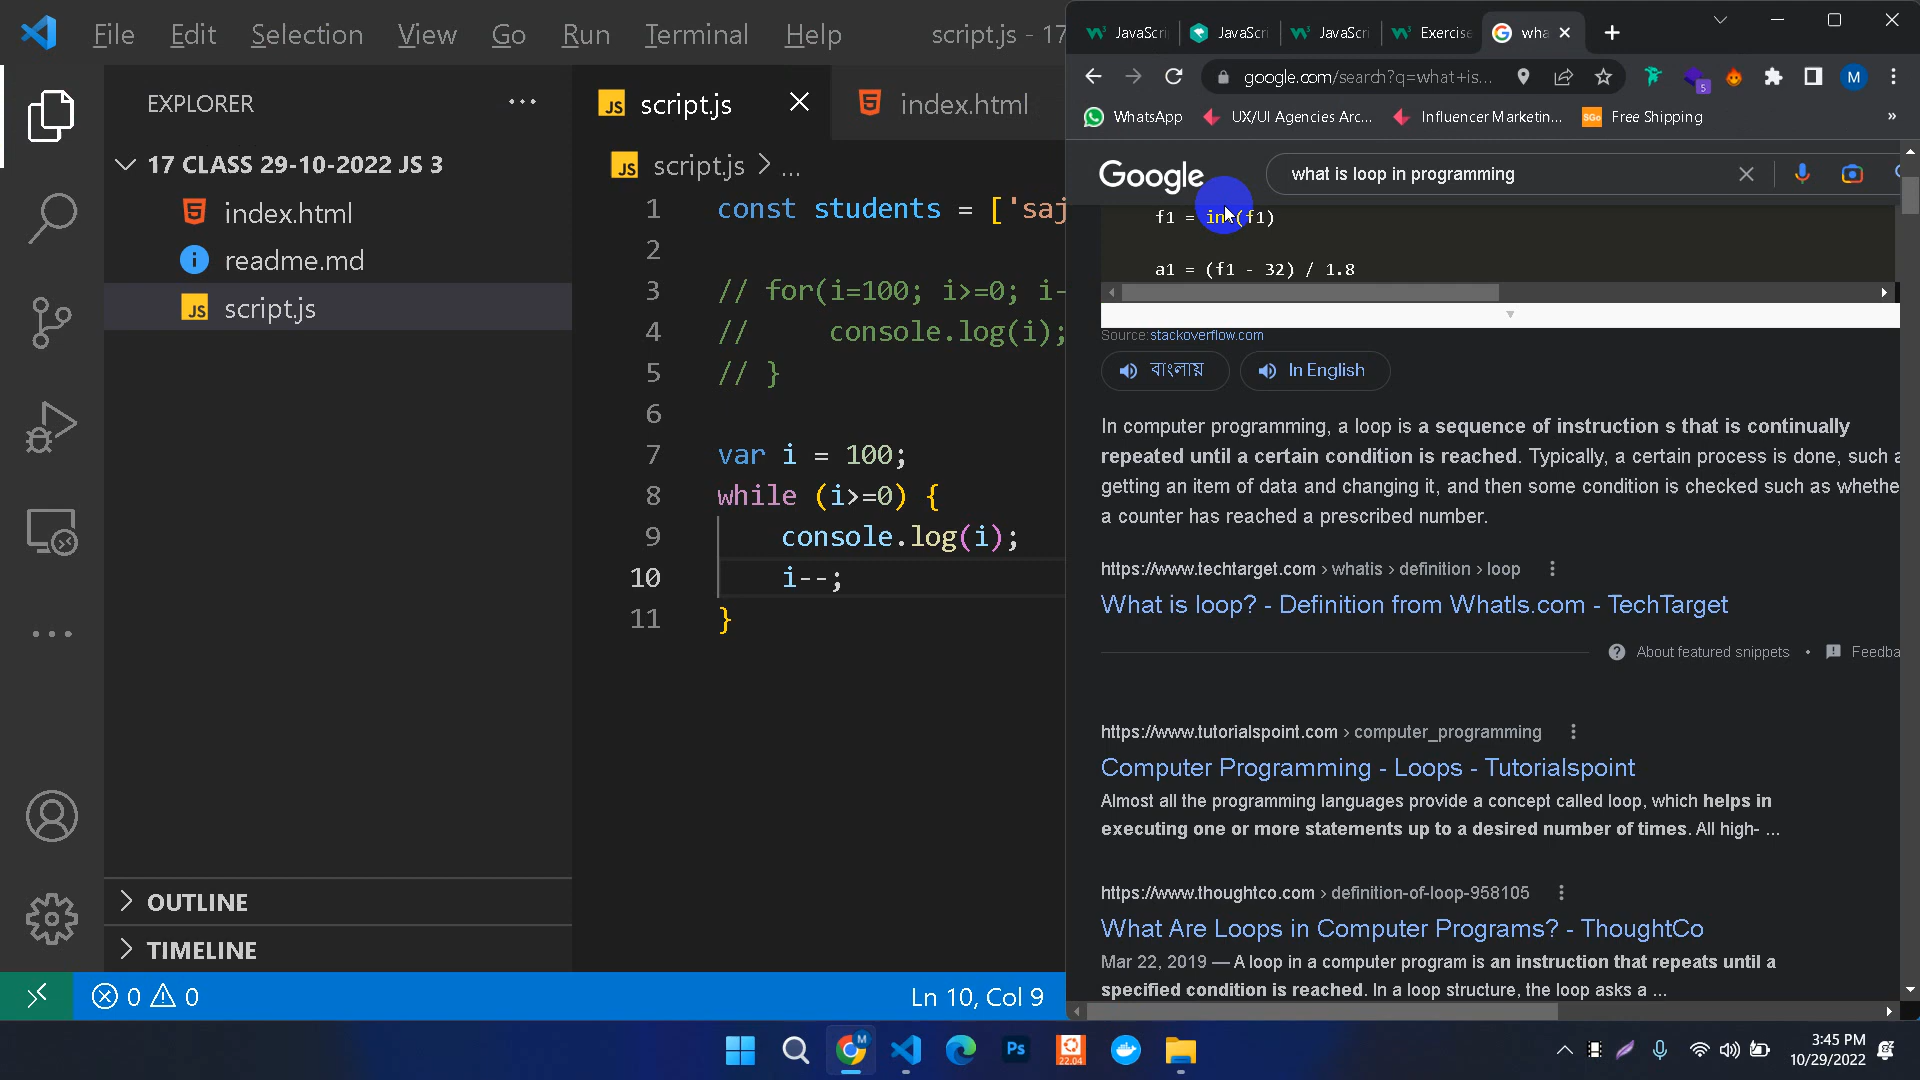 File Edit Selection View Go Run Terminal Help script.js - 17
EXPLORER
17 CLASS 29-10-2022 JS 3
index.html
readme.md
script.js
OUTLINE
TIMELINE
script.js index.html
script.js > ...
1 const students = ['saj
2
3 // for(i=100; i>=0; i-
4 // console.log(i);
5 // }
6
7 var i = 100;
8 while (i>=0) {
9 console.log(i);
10 i--;
11 }
0 0
Ln 10, Col 9
JavaScri JavaScri JavaScri Exercise wha
google.com/search?q=what+is...
5
M
WhatsApp UX/UI Agencies Arc... Influencer Marketin... Free Shipping »
Google what is loop in programming
f1 = int(f1)
a1 = (f1 - 32) / 1.8
Source: stackoverflow.com
বাংলায় In English
In computer programming, a loop is a sequence of instruction s that is continually
repeated until a certain condition is reached. Typically, a certain process is done, such a
getting an item of data and changing it, and then some condition is checked such as whethe
a counter has reached a prescribed number.
https://www.techtarget.com › whatis › definition › loop
What is loop? - Definition from WhatIs.com - TechTarget
About featured snippets • Feedba
https://www.tutorialspoint.com › computer_programming
Computer Programming - Loops - Tutorialspoint
Almost all the programming languages provide a concept called loop, which helps in
executing one or more statements up to a desired number of times. All high- ...
https://www.thoughtco.com › definition-of-loop-958105
What Are Loops in Computer Programs? - ThoughtCo
Mar 22, 2019 — A loop in a computer program is an instruction that repeats until a
specified condition is reached. In a loop structure, the loop asks a ...
M
Ps
22.04
3:45 PM
10/29/2022